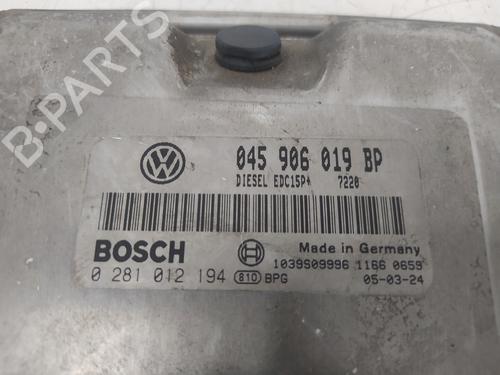 B-PARTS
045 906 019 BP
DIESEL EDC15P+ 7220
BOSCH
Made in Germany
1039S09996 1166 0659
0 281 012 194 810 BPG 05-03-24